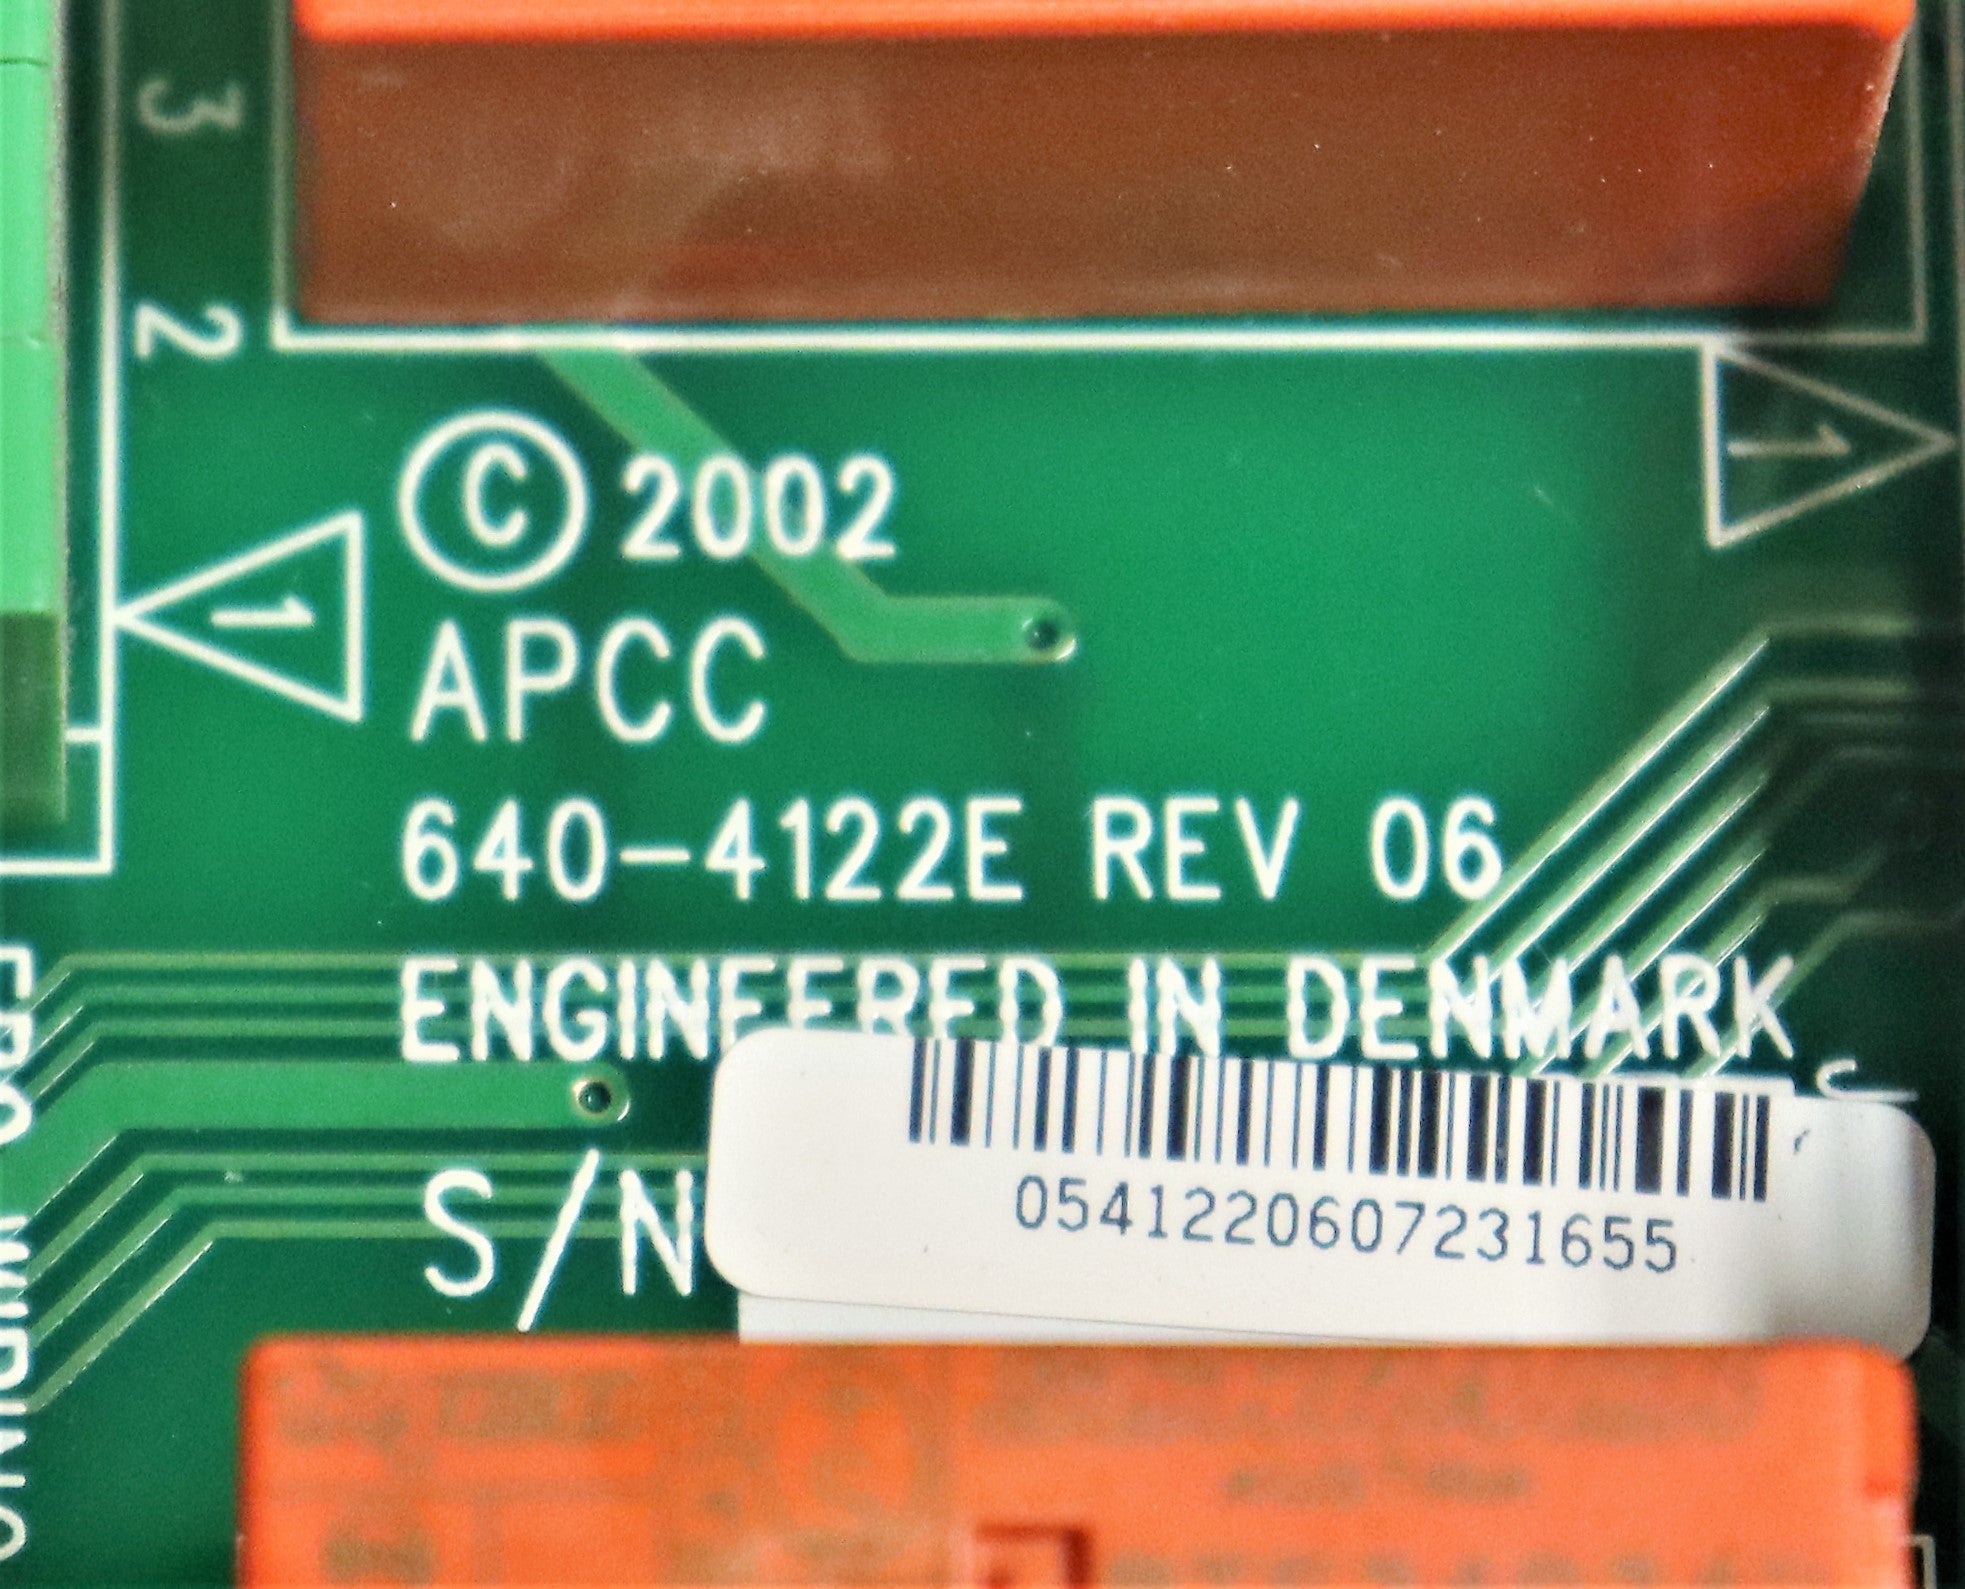 3
2
1
1
© 2002
APCC
640-4122E REV 06
ENGINEERED IN DENMARK
S/N
0541220607231655